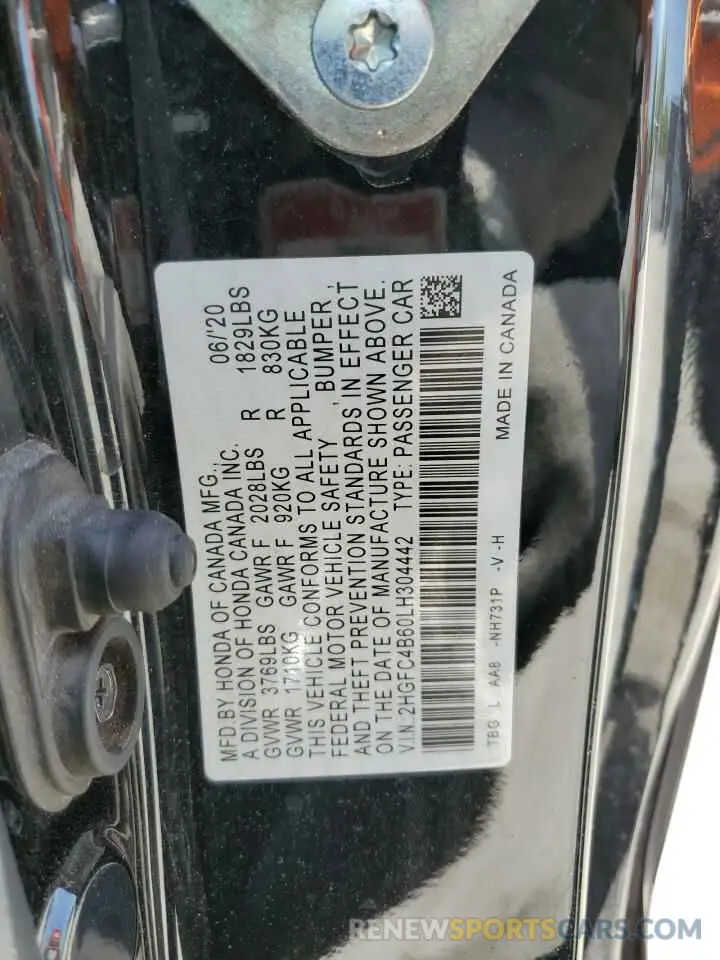 MFD.BY HONDA OF CANADA MFG., 06/'20
A DIVISION OF HONDA CANADA INC.
GVWR 3769LBS GAWR F 2028LBS R 1829LBS
GVWR 1710KG GAWR F 920KG R 830KG
THIS VEHICLE CONFORMS TO ALL APPLICABLE
FEDERAL MOTOR VEHICLE SAFETY , BUMPER ,
AND THEFT PREVENTION STANDARDS IN EFFECT
ON THE DATE OF MANUFACTURE SHOWN ABOVE.
V.I.N.:2HGFC4B60LH304442 TYPE: PASSENGER CAR
TBG L AA8 -NH731P -V -H MADE IN CANADA
RENEWSPORTSCARS.COM